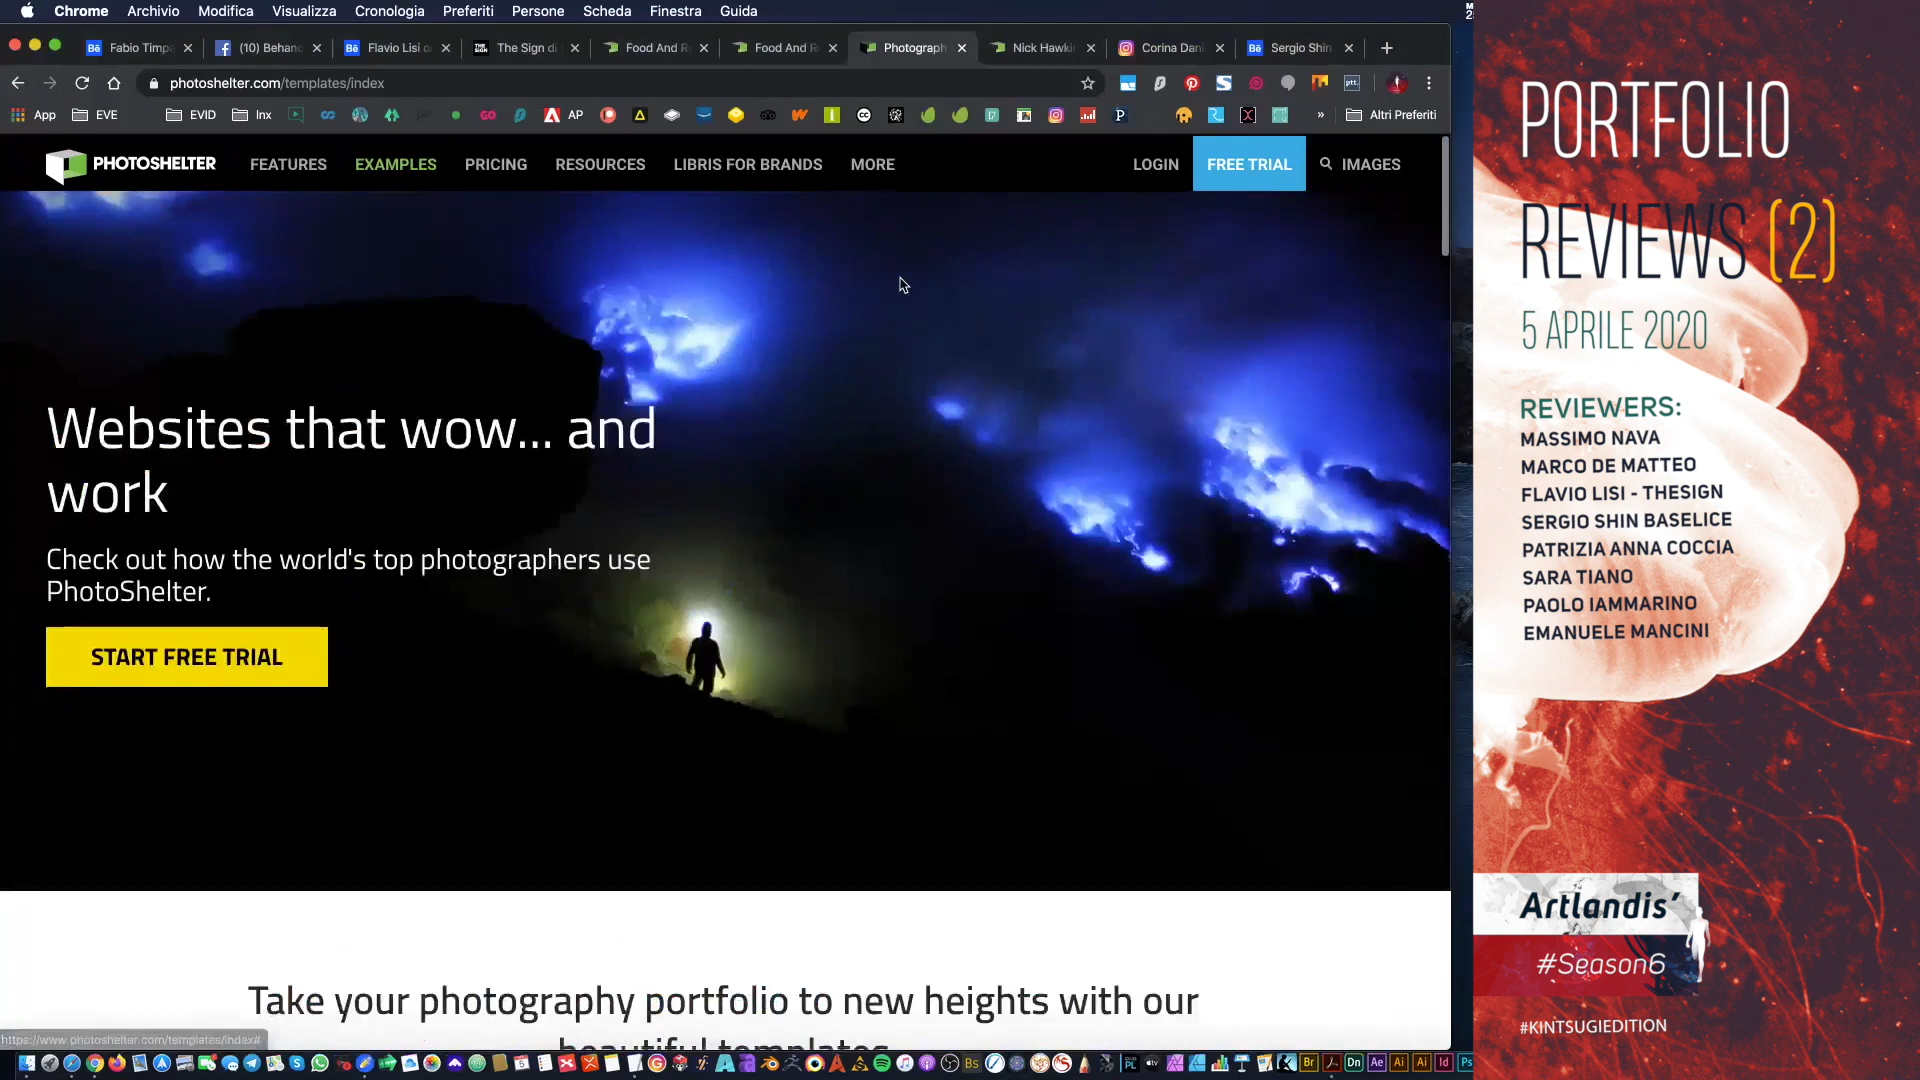 Chrome Archivio Modifica Visualizza Cronologia Preferiti Persone Scheda Finestra Guida
Fabio Timpa (10) Behanc Flavio Lisi o The Sign di Food And R Food And R Photograph Nick Hawki Corina Dan Sergio Shin
photoshelter.com/templates/index
App EVE EVID Inx AP Altri Preferiti
PHOTOSHELTER FEATURES EXAMPLES PRICING RESOURCES LIBRIS FOR BRANDS MORE LOGIN FREE TRIAL IMAGES
Websites that wow... and
work
Check out how the world's top photographers use
PhotoShelter.
START FREE TRIAL
Take your photography portfolio to new heights with our
beautiful templates
https://www.photoshelter.com/templates/index#
PORTFOLIO
REVIEWS (2)
5 APRILE 2020
REVIEWERS:
MASSIMO NAVA
MARCO DE MATTEO
FLAVIO LISI - THESIGN
SERGIO SHIN BASELICE
PATRIZIA ANNA COCCIA
SARA TIANO
PAOLO IAMMARINO
EMANUELE MANCINI
Artlandis'
#Season6
#KINTSUGIEDITION